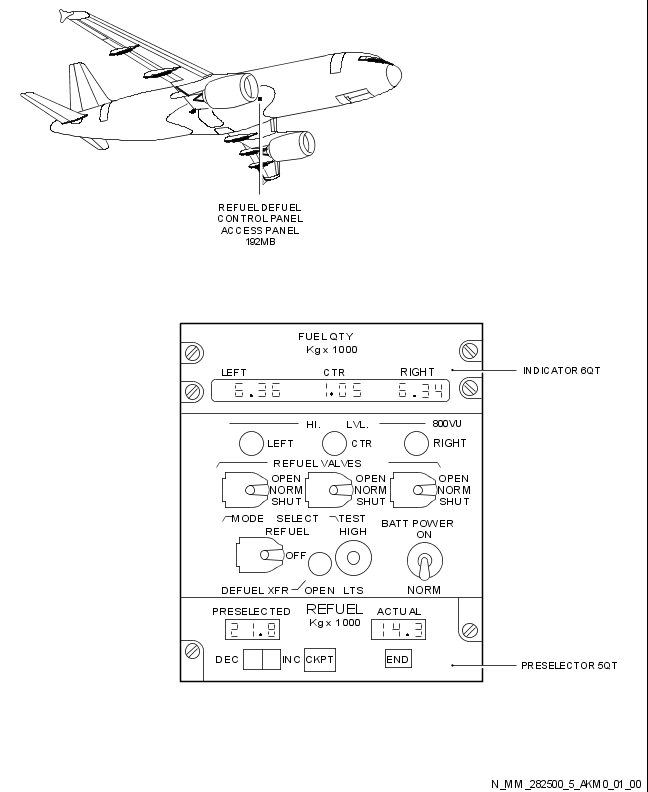 REFUEL DEFUEL
CONTROL PANEL
ACCESS PANEL
192MB
FUEL QTY
Kg x 1000
LEFT CTR RIGHT
INDICATOR 6QT
6.36 1.05 6.34
HI. LVL. 800VU
LEFT CTR RIGHT
REFUEL VALVES
OPEN OPEN OPEN
NORM NORM NORM
SHUT SHUT SHUT
MODE SELECT TEST BATT POWER
REFUEL HIGH ON
OFF
DEFUEL XFR OPEN LTS NORM
PRESELECTED REFUEL ACTUAL
Kg x 1000
21.8 14.3
DEC INC CKPT END
PRESELECTOR 5QT
N_MM_282500_5_AKM0_01_00